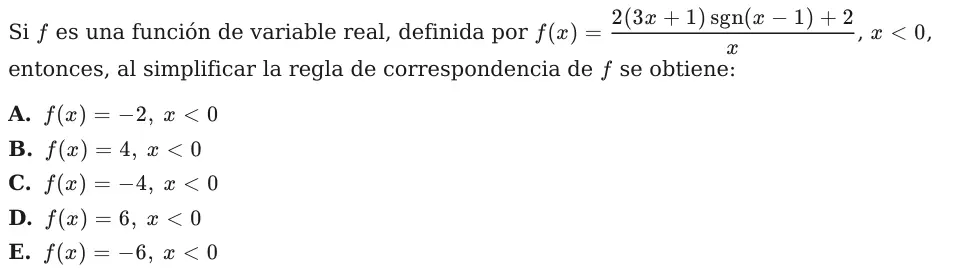 Si f es una función de variable real, definida por f(x) = \frac{2(3x + 1) sgn(x − 1) + 2}{x}, x < 0,
entonces, al simplificar la regla de correspondencia de f se obtiene:
A. f(x) = −2, x < 0
B. f(x) = 4, x < 0
C. f(x) = −4, x < 0
D. f(x) = 6, x < 0
E. f(x) = −6, x < 0